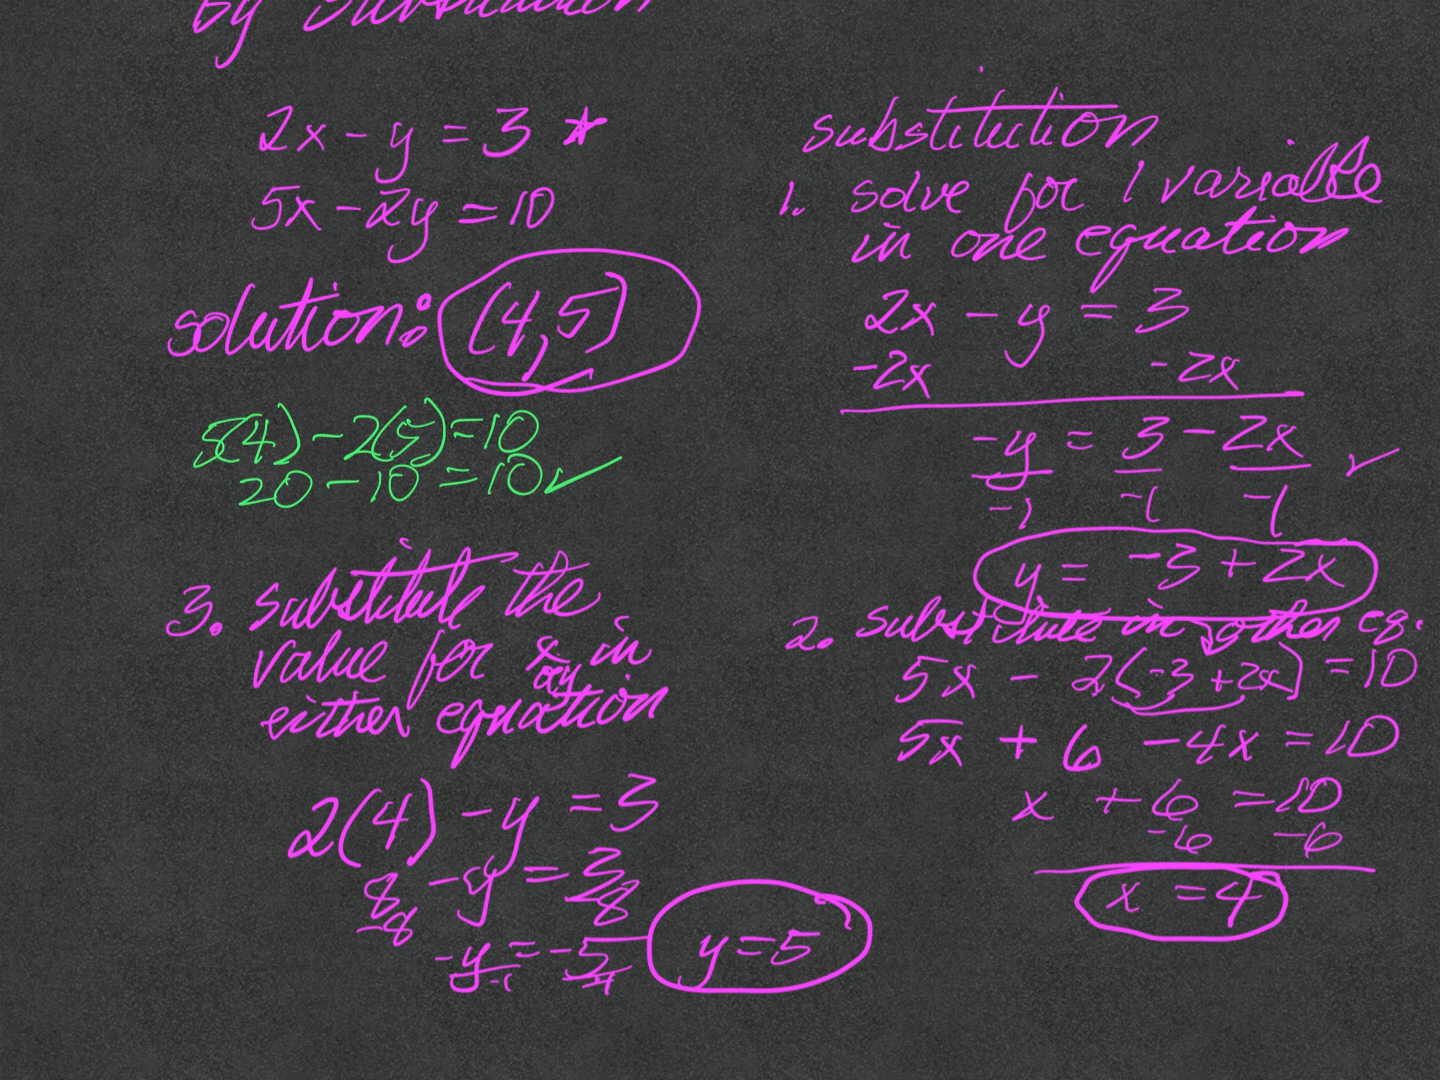 by substitution
2x - y = 3 ★
5x - 2y = 10
solution: (4,5)
5(4) - 2(5) = 10
20 - 10 = 10 ✓
3. substitute the
value for x or y in
either equation
2(4) - y = 3
8 - y = 3
-8 -8
-y = -5
-1 -1
y = 5
substitution
1. solve for 1 variable
in one equation
2x - y = 3
-2x -2x
-y = 3 - 2x ✓
-1 -1 -1
y = -3 + 2x
2. substitute in other eq.
5x - 2(-3 + 2x) = 10
5x + 6 - 4x = 10
x + 6 = 10
-6 -6
x = 4